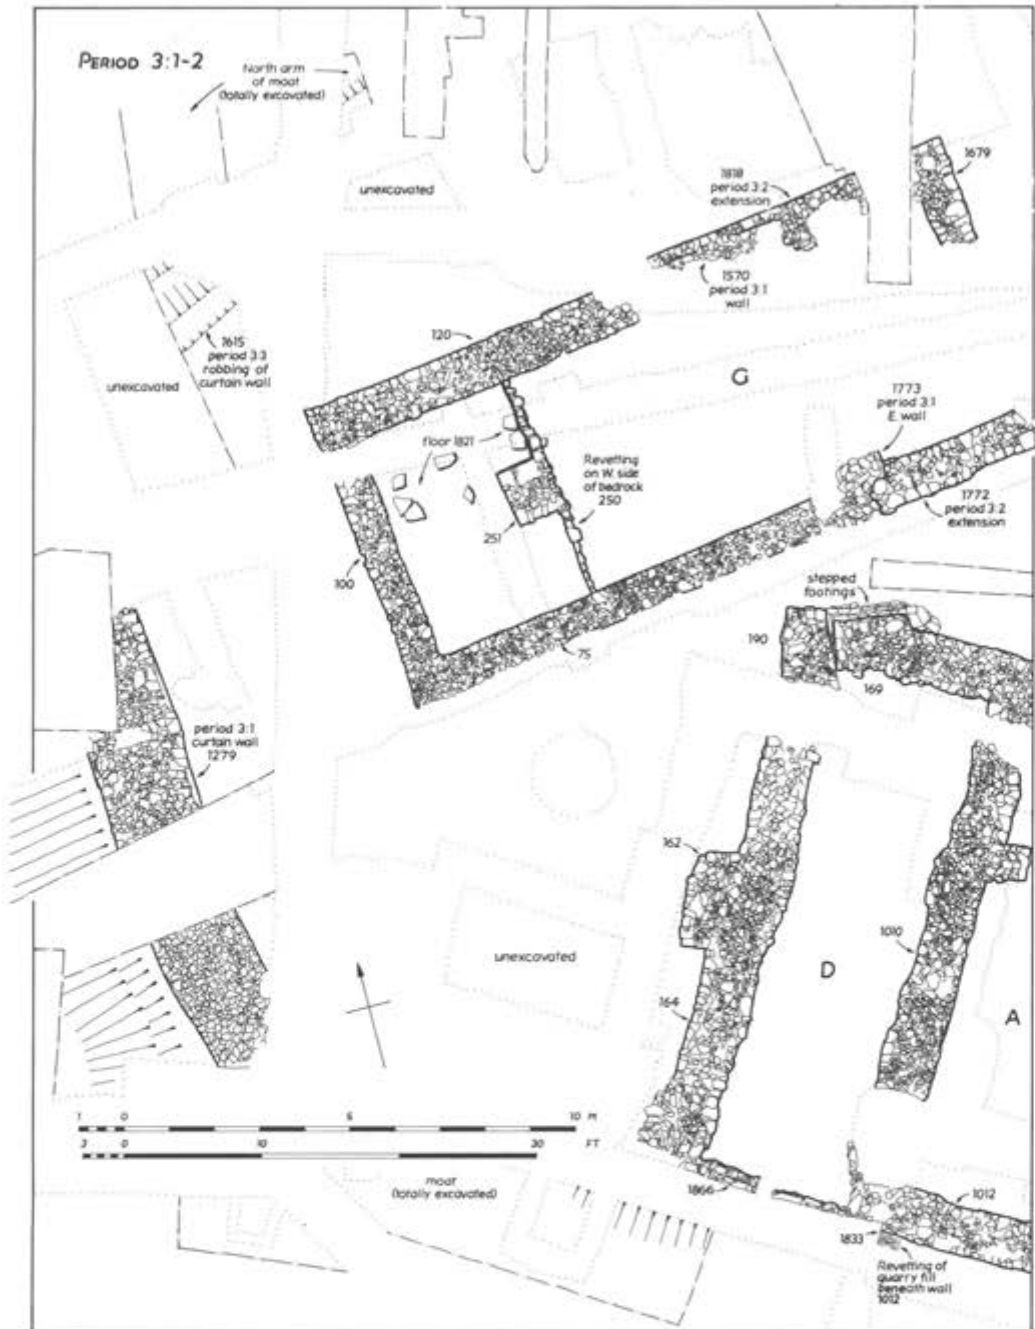 PERIOD 3:1-2
North arm
of moat
(totally excavated)
unexcavated
1818
period 3:2
extension
1679
1570
period 3:1
wall
1615
period 3:3
robbing of
curtain wall
unexcavated
120
G
1773
period 3:1
E. wall
floor 1821
Revetting
on W. side
of bedrock
250
1772
period 3:2
extension
251
100
stepped
footings
190
75
169
period 3:1
curtain wall
1279
162
unexcavated
1010
D
164
A
1 0 5 10 M
3 0 10 30 FT
moat
(totally excavated)
1866
1012
1833
Revetting of
quarry fill
beneath wall
1012